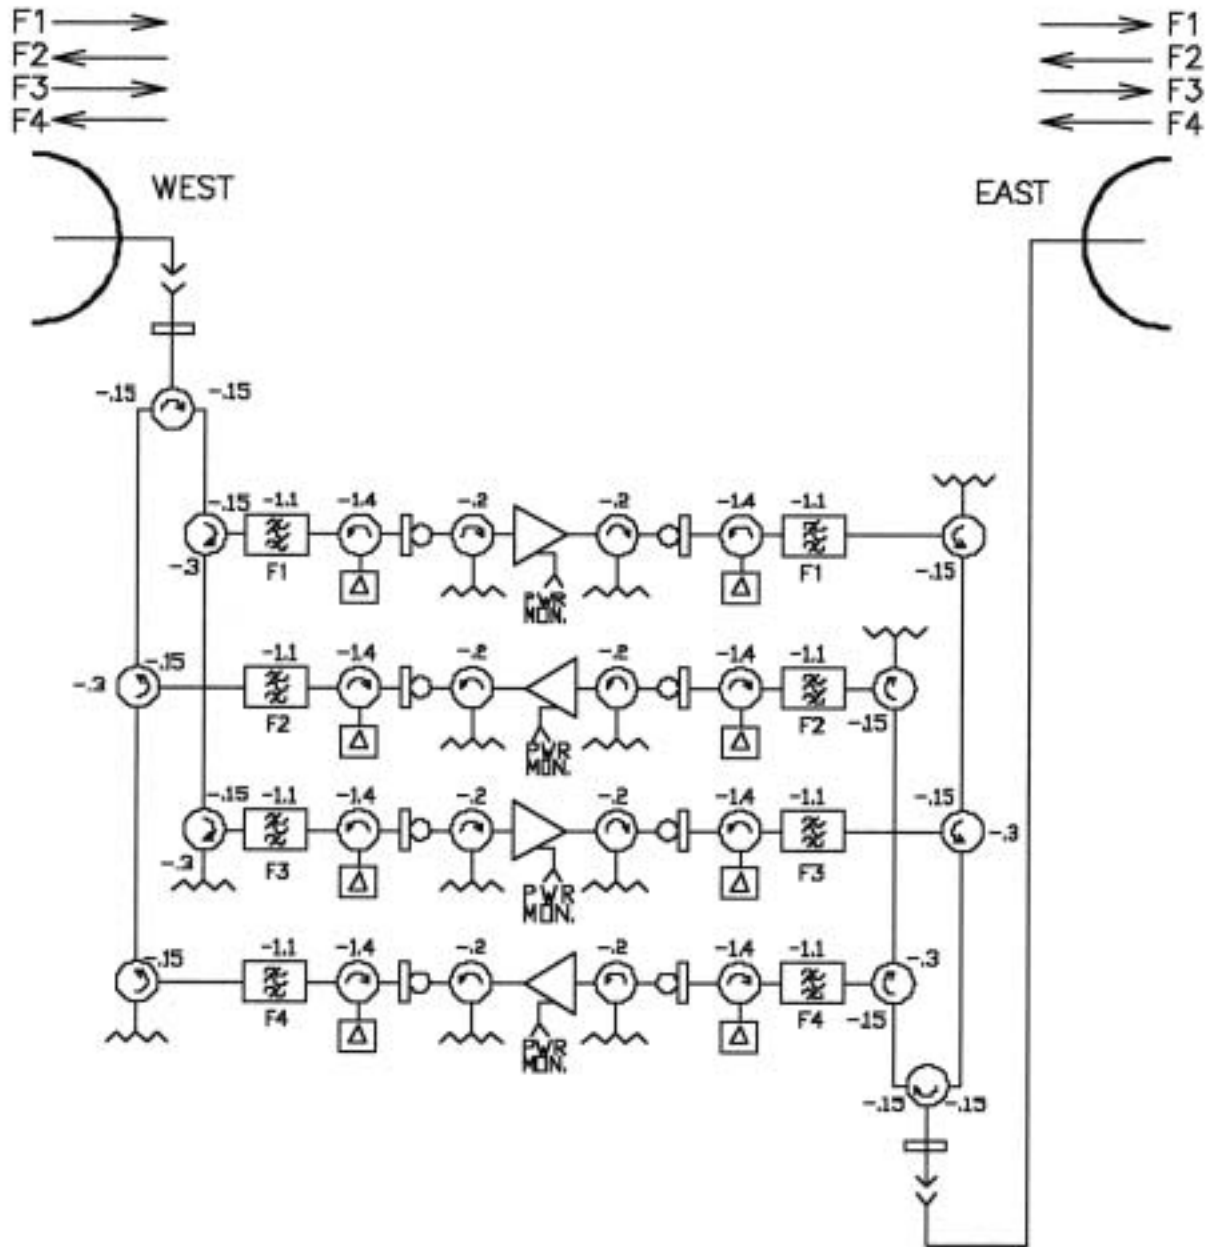 F1 F1
F2 F2
F3 F3
F4 F4
WEST EAST
-.15 -.15
-.15 -1.1 -1.4 -.2 -.2 -1.4 -1.1
F1 F1
-.3 -.15
PWR
MON.
-.15 -1.1 -1.4 -.2 -.2 -1.4 -1.1
-.3
F2 F2 -.15
PWR
MON.
-.15 -1.1 -1.4 -.2 -.2 -1.4 -1.1 -.15
-.3
-.3 F3 F3
PWR
MON.
-.15 -1.1 -1.4 -.2 -.2 -1.4 -1.1 -.3
F4 F4 -.15
PWR
MON.
-.15 -.15